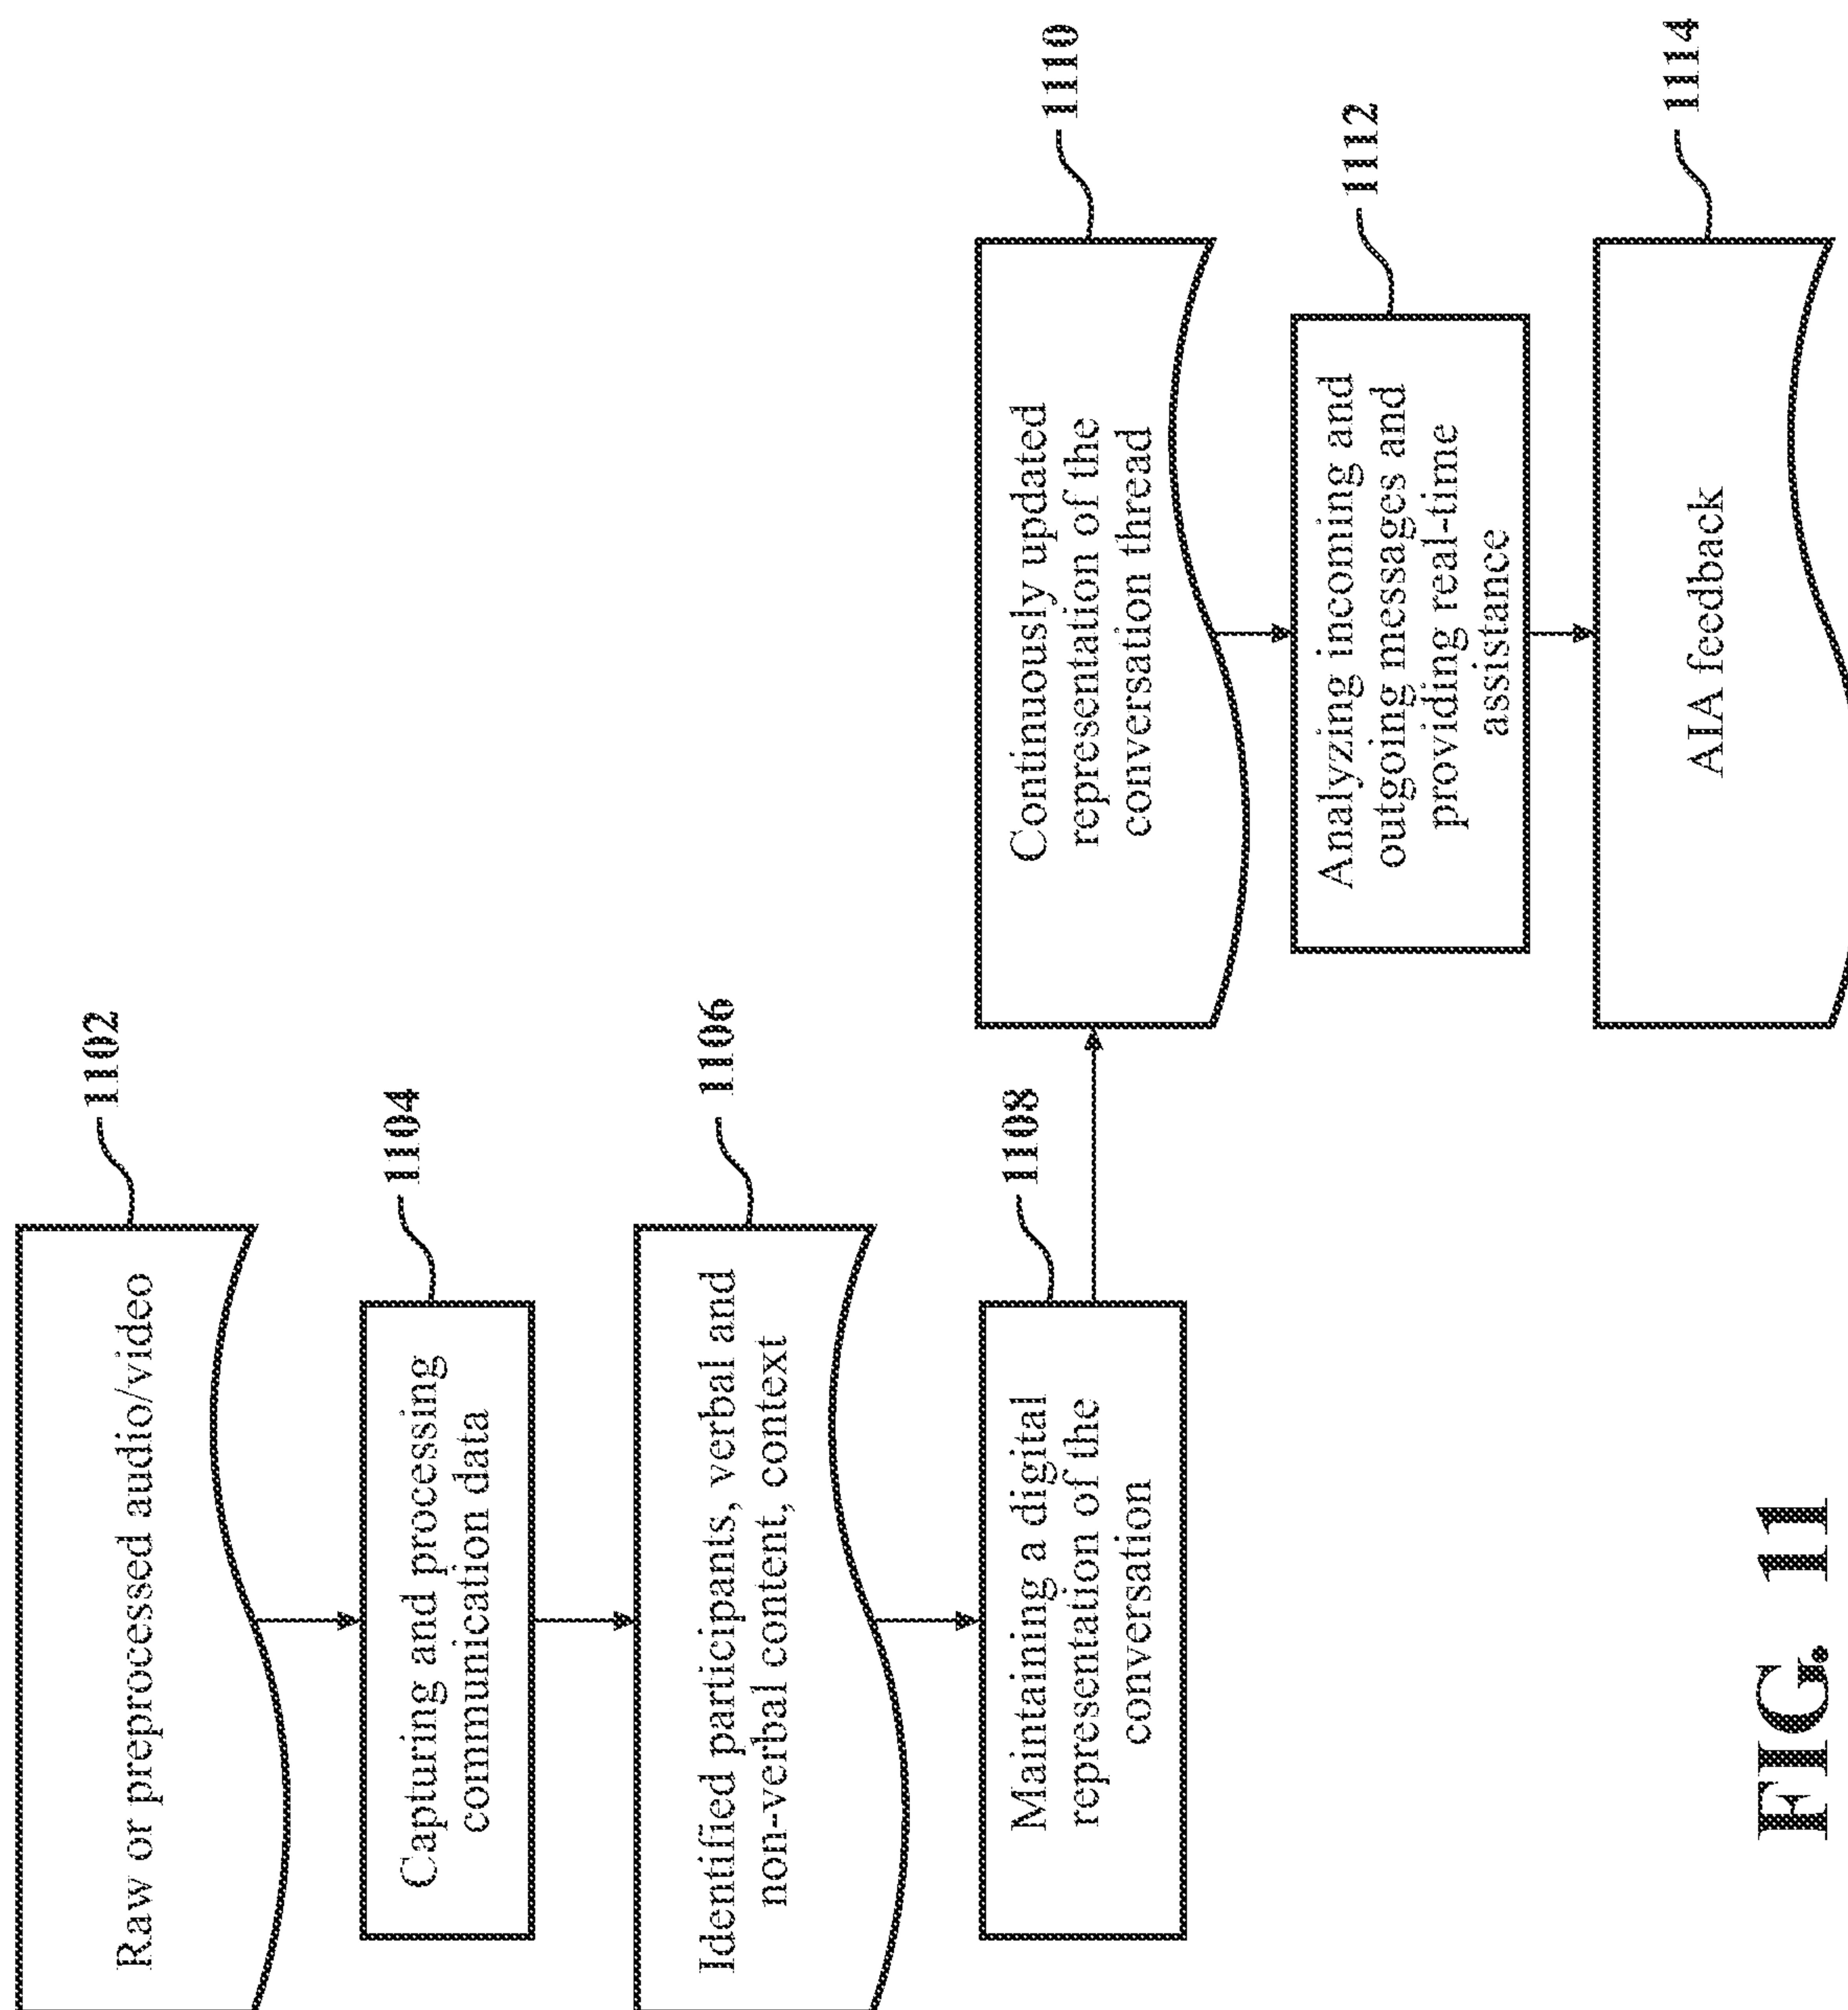 Raw or preprocessed audio/video
1102
Capturing and processing
communication data
1104
Identified participants, verbal and
non-verbal content, context
1106
Maintaining a digital
representation of the
conversation
1108
Continuously updated
representation of the
conversation thread
1110
Analyzing incoming and
outgoing messages and
providing real-time
assistance
1112
AIA feedback
1114
FIG. 11